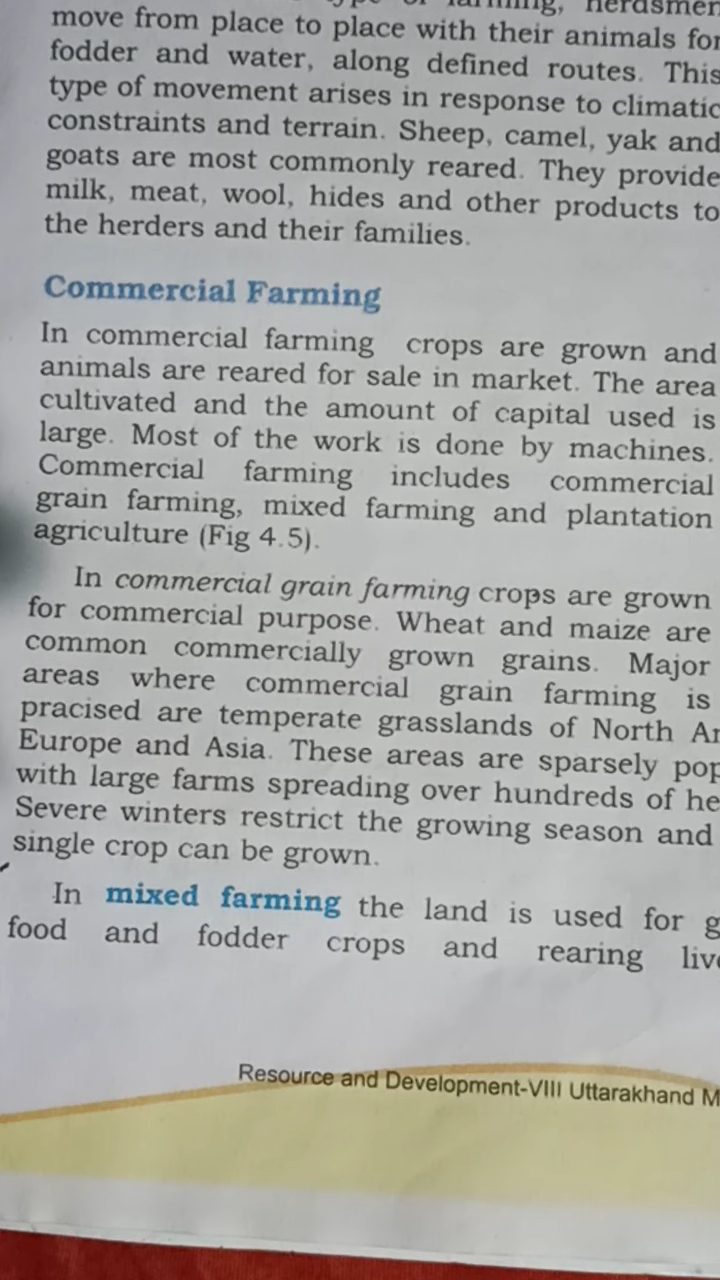 herdsmen
move from place to place with their animals for
fodder and water, along defined routes. This
type of movement arises in response to climatic
constraints and terrain. Sheep, camel, yak and
goats are most commonly reared. They provide
milk, meat, wool, hides and other products to
the herders and their families.
Commercial Farming
In commercial farming crops are grown and
animals are reared for sale in market. The area
cultivated and the amount of capital used is
large. Most of the work is done by machines.
Commercial farming includes commercial
grain farming, mixed farming and plantation
agriculture (Fig 4.5).
In commercial grain farming crops are grown
for commercial purpose. Wheat and maize are
common commercially grown grains. Major
areas where commercial grain farming is
pracised are temperate grasslands of North
Europe and Asia. These areas are sparsely
with large farms spreading over hundreds of
Severe winters restrict the growing season and
single crop can be grown.
In mixed farming the land is used for
food and fodder crops and rearing
Resource and Development-VIII Uttarakhand